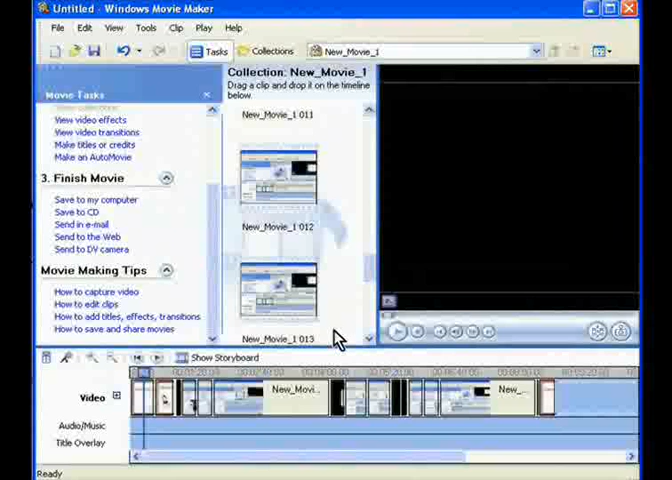 Untitled - Windows Movie Maker
File Edit View Tools Clip Play Help
Tasks Collections New_Movie_1
Collection: New_Movie_1
Drag a clip and drop it on the timeline
below.
Movie Tasks
View video effects
View video transitions
Make titles or credits
Make an AutoMovie
3. Finish Movie
Save to my computer
Save to CD
Send in e-mail
Send to the Web
Send to DV camera
Movie Making Tips
How to capture video
How to edit clips
How to add titles, effects, transitions
How to save and share movies
New_Movie_1 011
New_Movie_1 012
New_Movie_1 013
Show Storyboard
Video
New_Movi...
New_...
Audio/Music
Title Overlay
Ready